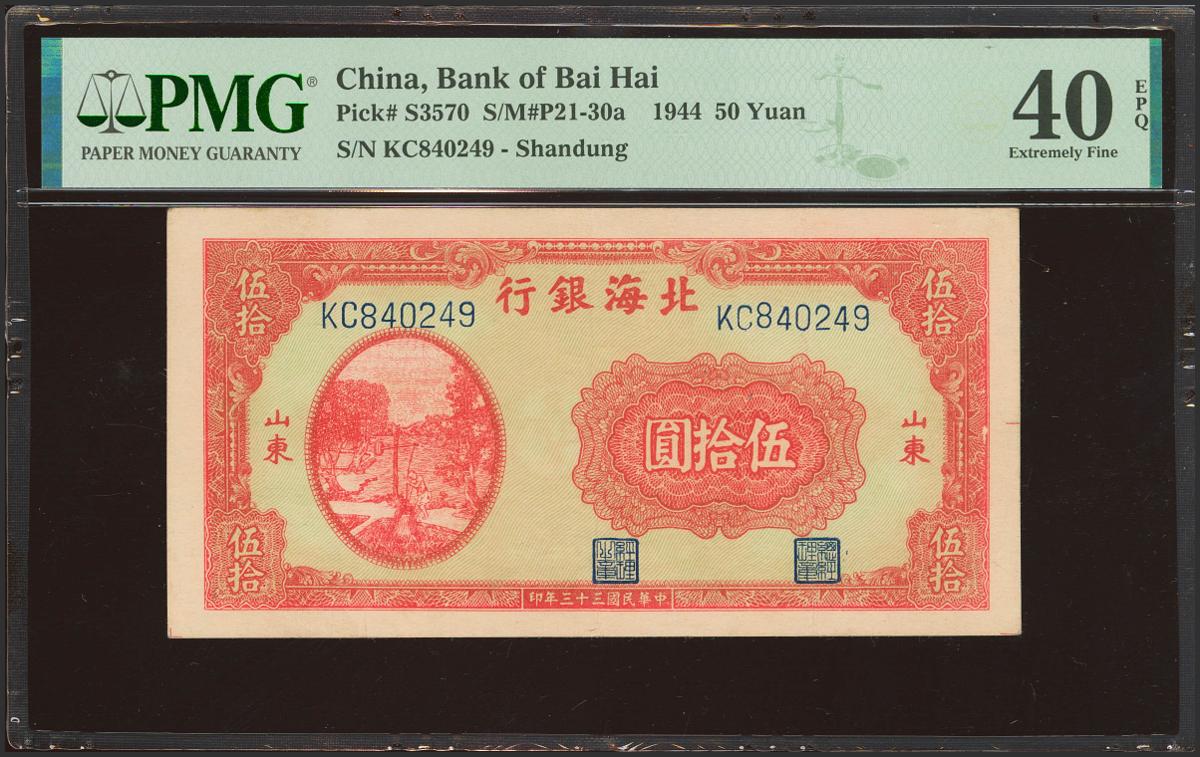 PMG®
PAPER MONEY GUARANTY
China, Bank of Bai Hai
Pick# S3570 S/M#P21-30a 1944 50 Yuan
S/N KC840249 - Shandung
40
EPQ
Extremely Fine
伍拾
行銀海北
伍拾
KC840249
KC840249
山東
圓拾伍
山東
伍拾
伍拾
印年三十三國民華中